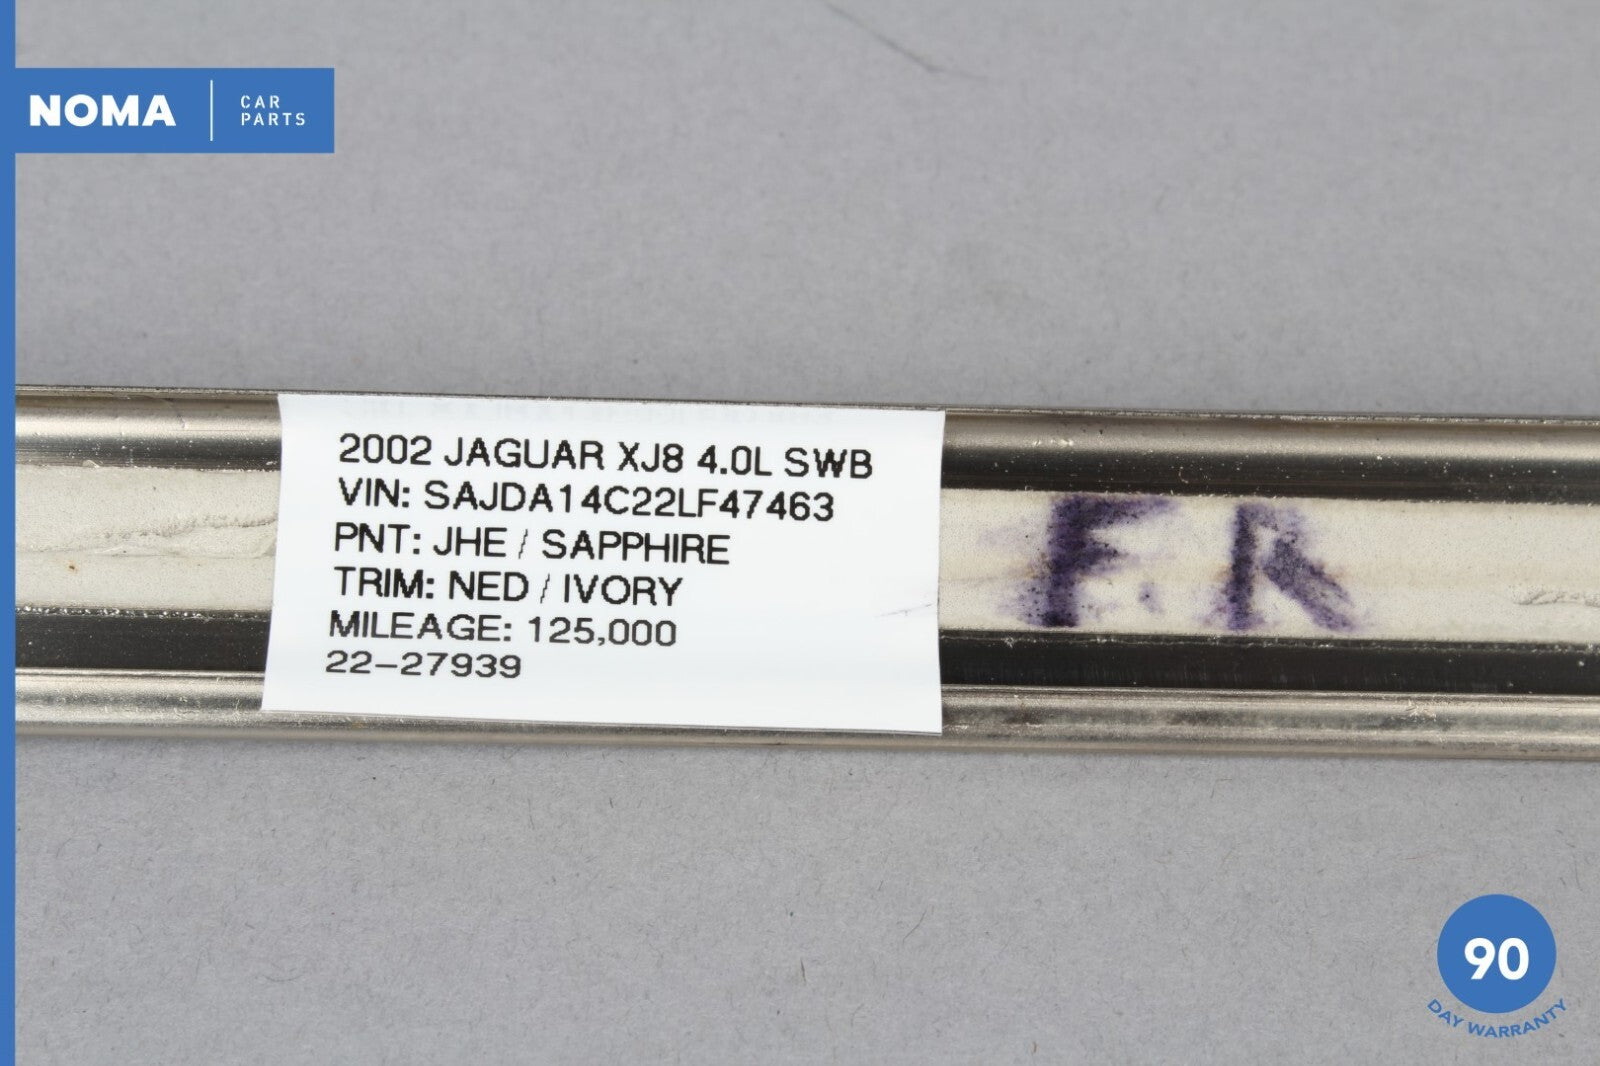 NOMA
CAR
PARTS
2002 JAGUAR XJ8 4.0L SWB
VIN: SAJDA14C22LF47463
PNT: JHE / SAPPHIRE
TRIM: NED / IVORY
MILEAGE: 125,000
22-27939
F.R
90
DAY WARRANTY